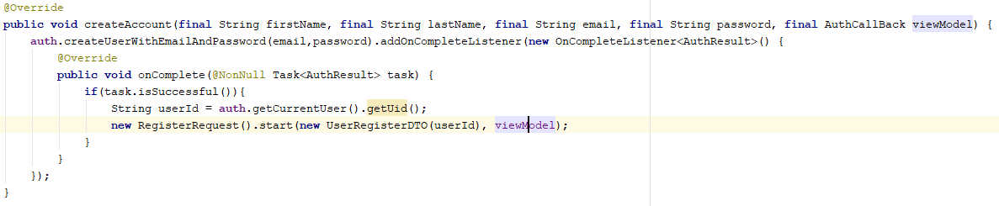 @Override
public void createAccount(final String firstName, final String lastName, final String email, final String password, final AuthCallBack viewModel) {
    auth.createUserWithEmailAndPassword(email,password).addOnCompleteListener(new OnCompleteListener<AuthResult>() {
        @Override
        public void onComplete(@NonNull Task<AuthResult> task) {
            if(task.isSuccessful()){
                String userId = auth.getCurrentUser().getUid();
                new RegisterRequest().start(new UserRegisterDTO(userId), viewModel);
            }
        }
    });
}